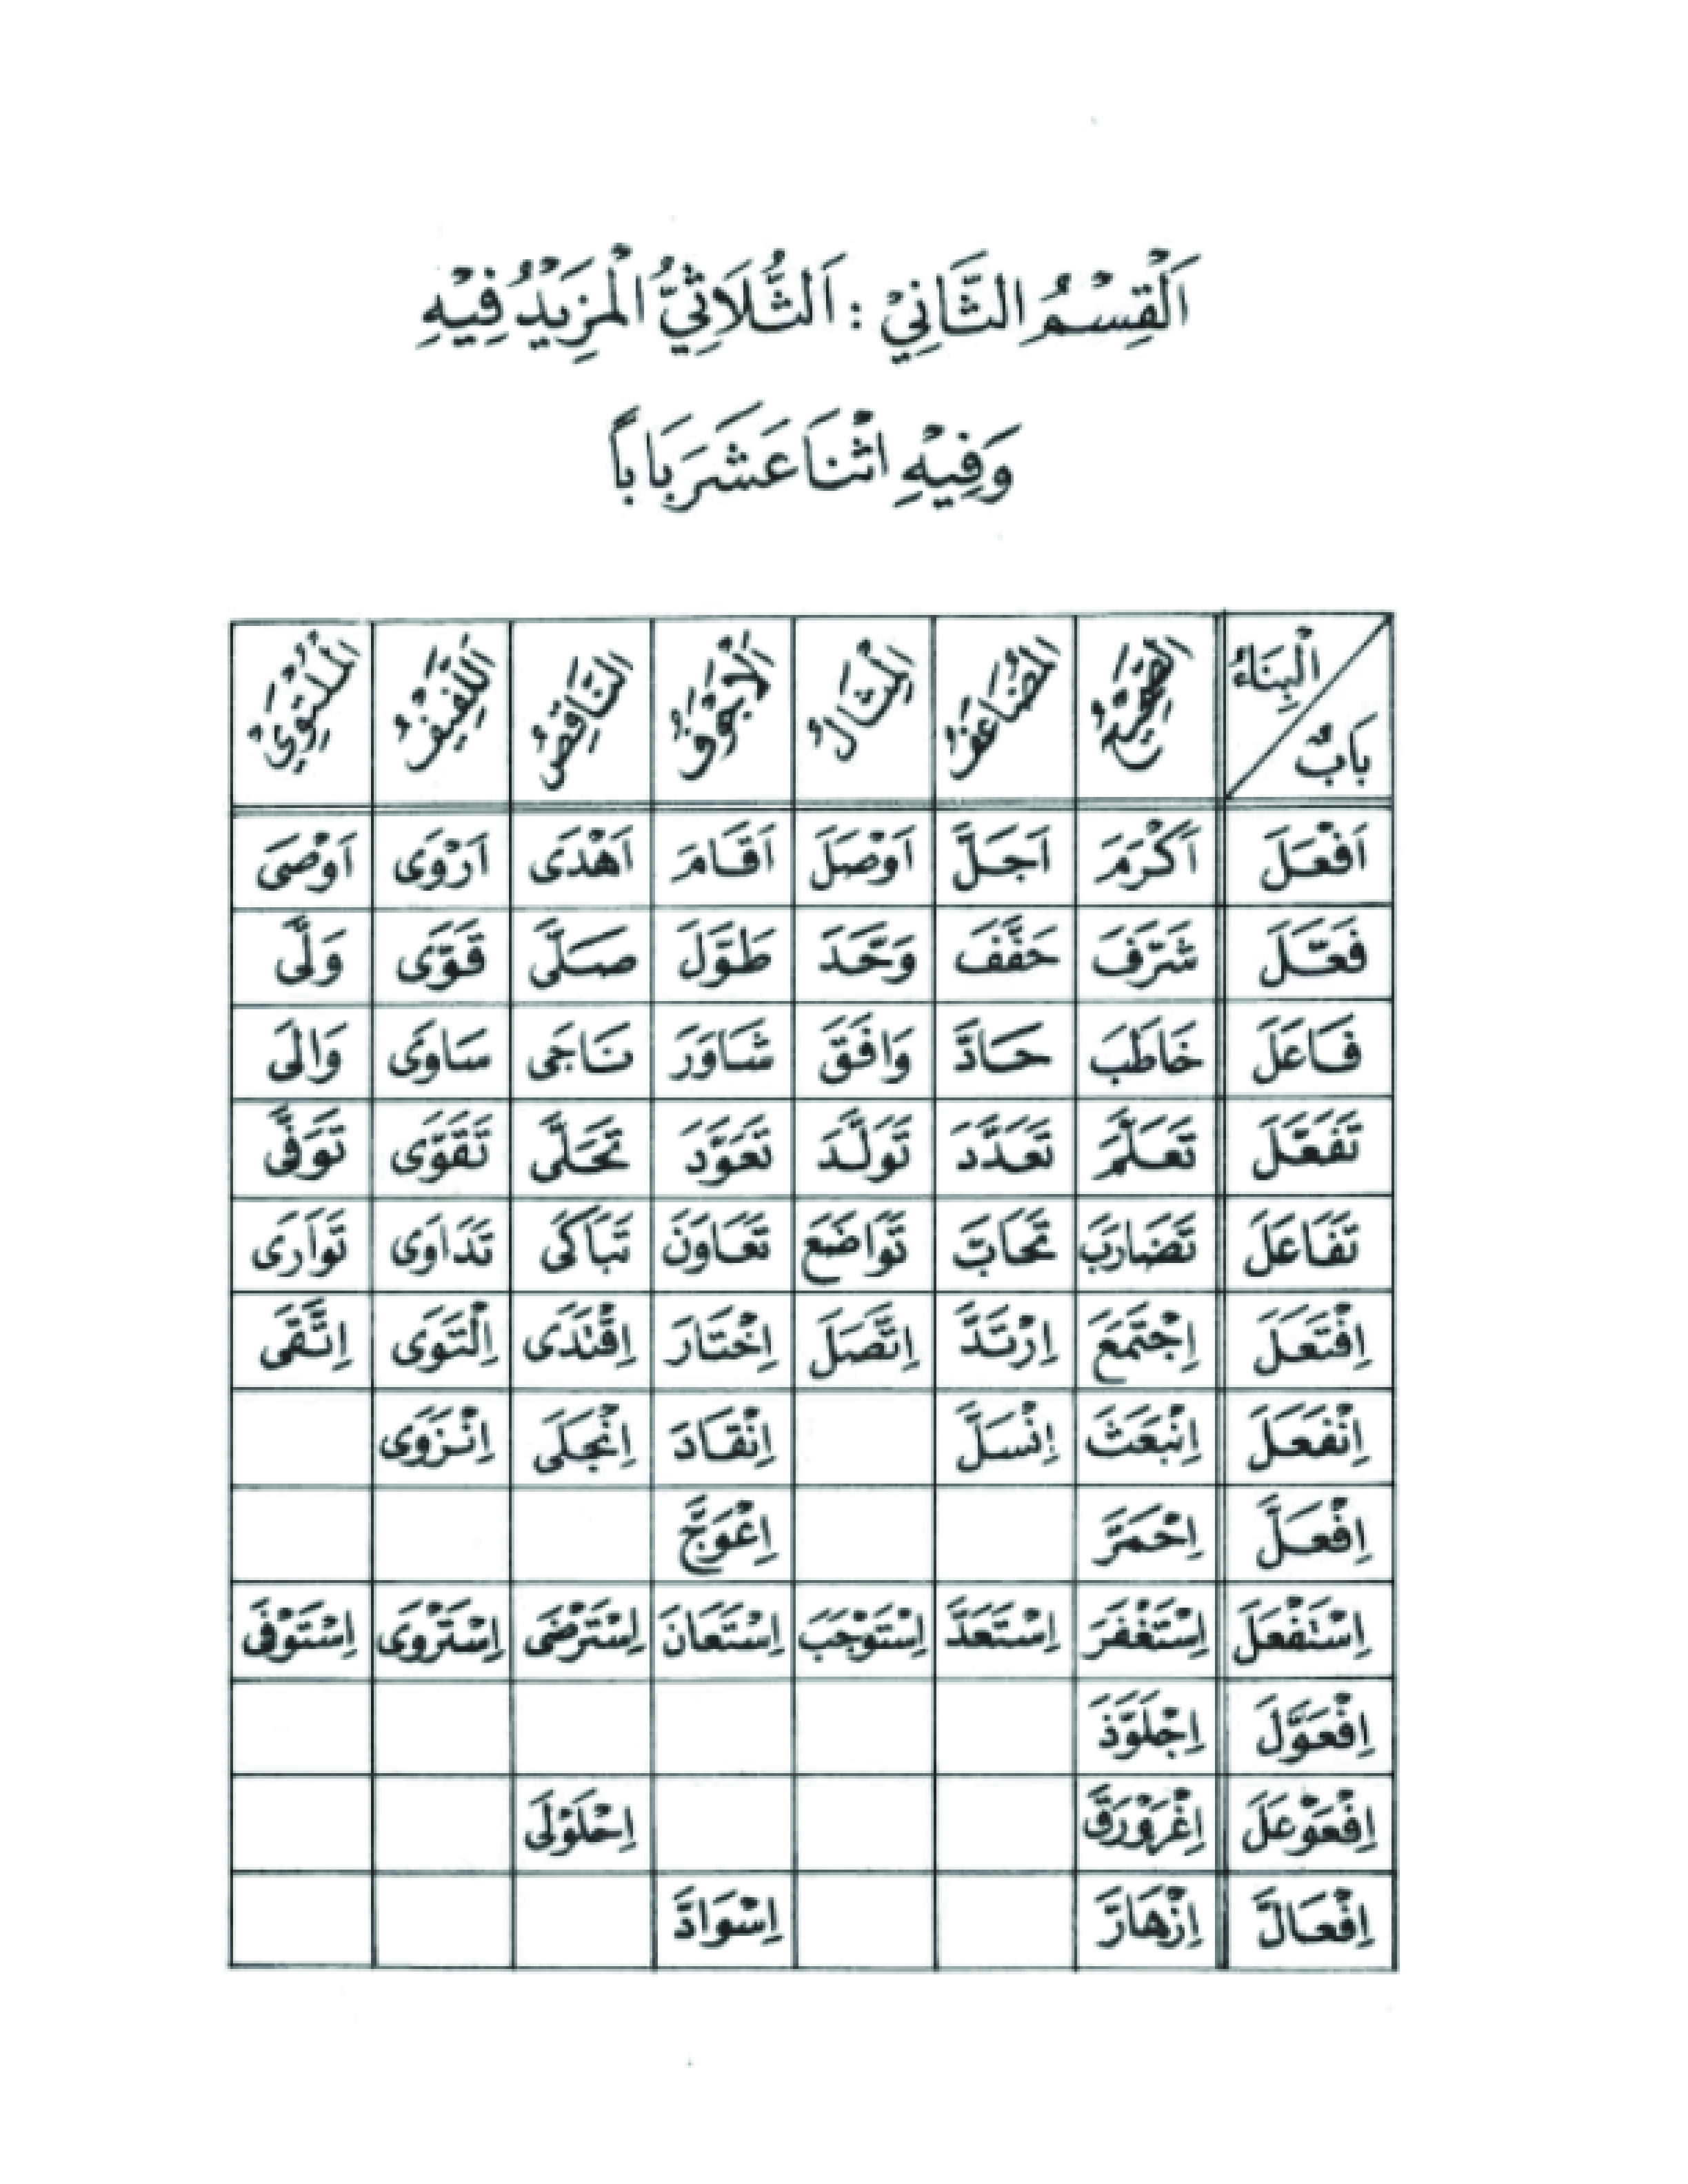 اَلْقِسْمُ الثَّانِيْ : اَلثُّلَاثِيُّ الْمَزِيْدُ فِيْهِ
وَفِيْهِ اثْنَا عَشَرَ بَاباً
اَلْبِنَاءُ بَابٌ اَلصَّحِيْحُ اَلْمُضَاعَفُ اَلْمِثَالُ اَلْاَجْوَفُ اَلنَّاقِصُ اَللَّفِيْفُ اَلْمُلْتَوِيْ
اَفْعَلَ اَكْرَمَ اَجَلَّ اَوْصَلَ اَقَامَ اَهْدَى اَرْوَى اَوْصَى
فَعَّلَ شَرَّفَ خَفَّفَ وَحَّدَ طَوَّلَ صَلَّى قَوَّى وَلَّى
فَاعَلَ خَاطَبَ حَادَّ وَافَقَ شَاوَرَ نَاجَى سَاوَى وَالَى
تَفَعَّلَ تَعَلَّمَ تَعَدَّدَ تَوَلَّدَ تَعَوَّدَ تَحَلَّى تَقَوَّى تَوَفَّى
تَفَاعَلَ تَضَارَبَ تَحَابَّ تَوَاضَعَ تَعَاوَنَ تَبَاكَى تَدَاوَى تَوَارَى
اِفْتَعَلَ اِجْتَمَعَ اِرْتَدَّ اِتَّصَلَ اِخْتَارَ اِقْتَدَى اِلْتَوَى اِتَّقَى
اِنْفَعَلَ اِنْبَعَثَ اِنْسَلَّ اِنْقَادَ اِنْجَلَى اِنْزَوَى
اِفْعَلَّ اِحْمَرَّ اِعْوَجَّ
اِسْتَفْعَلَ اِسْتَغْفَرَ اِسْتَعَدَّ اِسْتَوْجَبَ اِسْتَعَانَ اِسْتَرْضَى اِسْتَرْوَى اِسْتَوْفَى
اِفْعَوَّلَ اِجْلَوَّذَ
اِفْعَوْعَلَ اِغْرَوْرَقَ اِحْلَوْلَى
اِفْعَالَّ اِزْهَارَّ اِسْوَادَّ